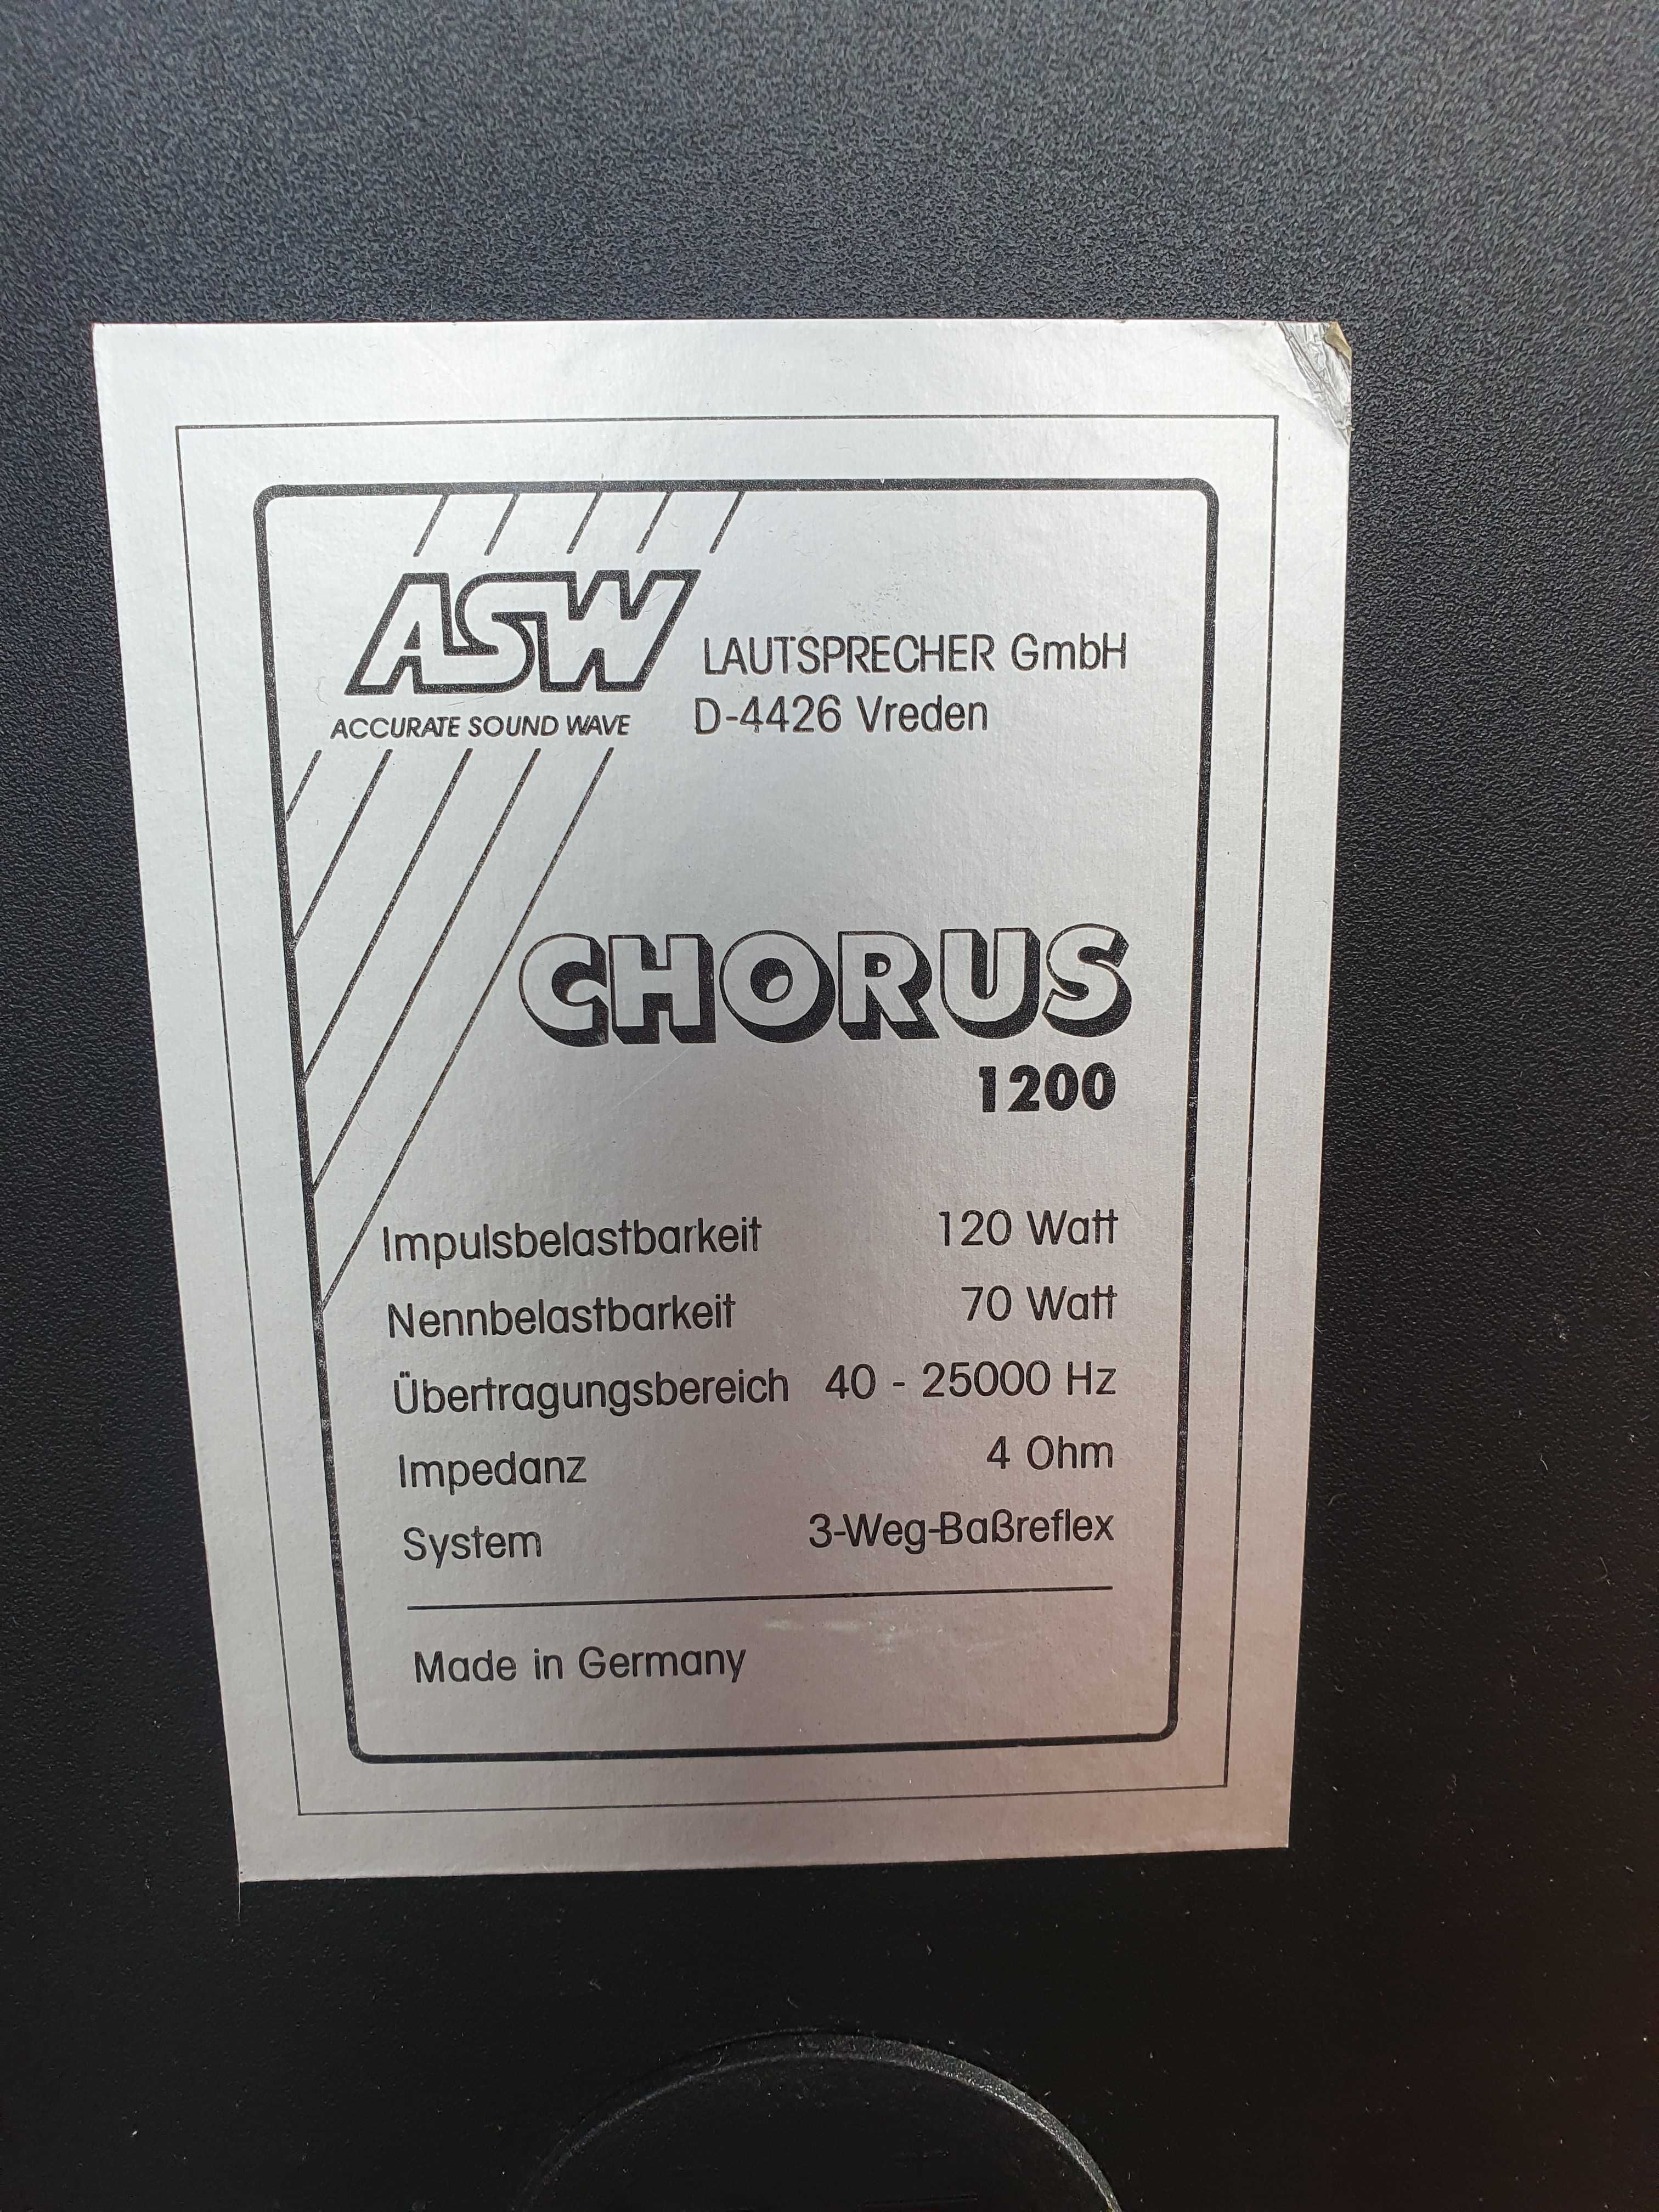 ASW LAUTSPRECHER GmbH
ACCURATE SOUND WAVE D-4426 Vreden
CHORUS
1200
Impulsbelastbarkeit 120 Watt
Nennbelastbarkeit 70 Watt
Übertragungsbereich 40 - 25000 Hz
Impedanz 4 Ohm
System 3-Weg-Baßreflex
Made in Germany